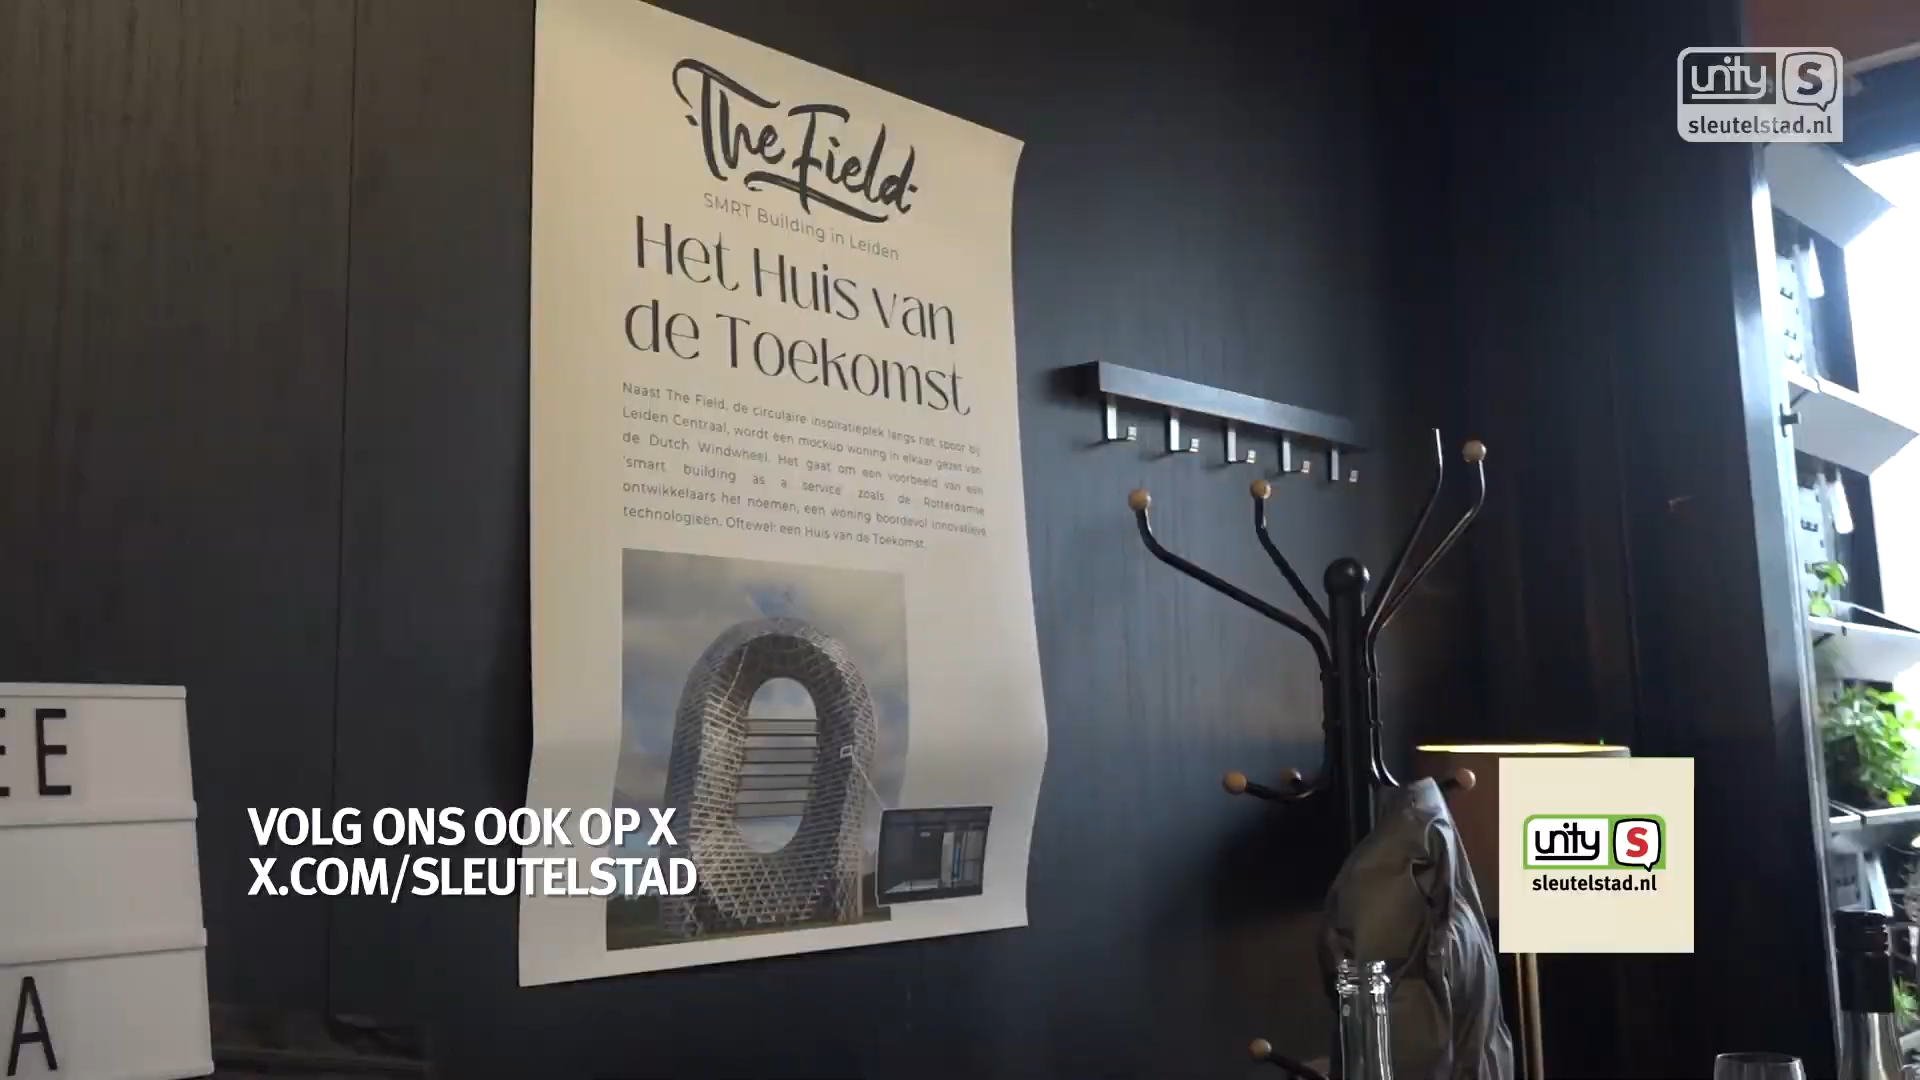 unity S
sleutelstad.nl
The Field
SMRT Building in Leiden
Het Huis van
de Toekomst
Naast The Field, de circulaire inspiratieplek langs het spoor bij
Leiden Centraal, wordt een mockup woning in elkaar gezet van
de Dutch Windwheel. Het gaat om een voorbeeld van een
'smart building as a service' zoals de Rotterdamse
ontwikkelaars het noemen, een woning boordevol innovatieve
technologieën. Oftewel: een Huis van de Toekomst.
EE
A
VOLG ONS OOK OP X
X.COM/SLEUTELSTAD
unity S
sleutelstad.nl